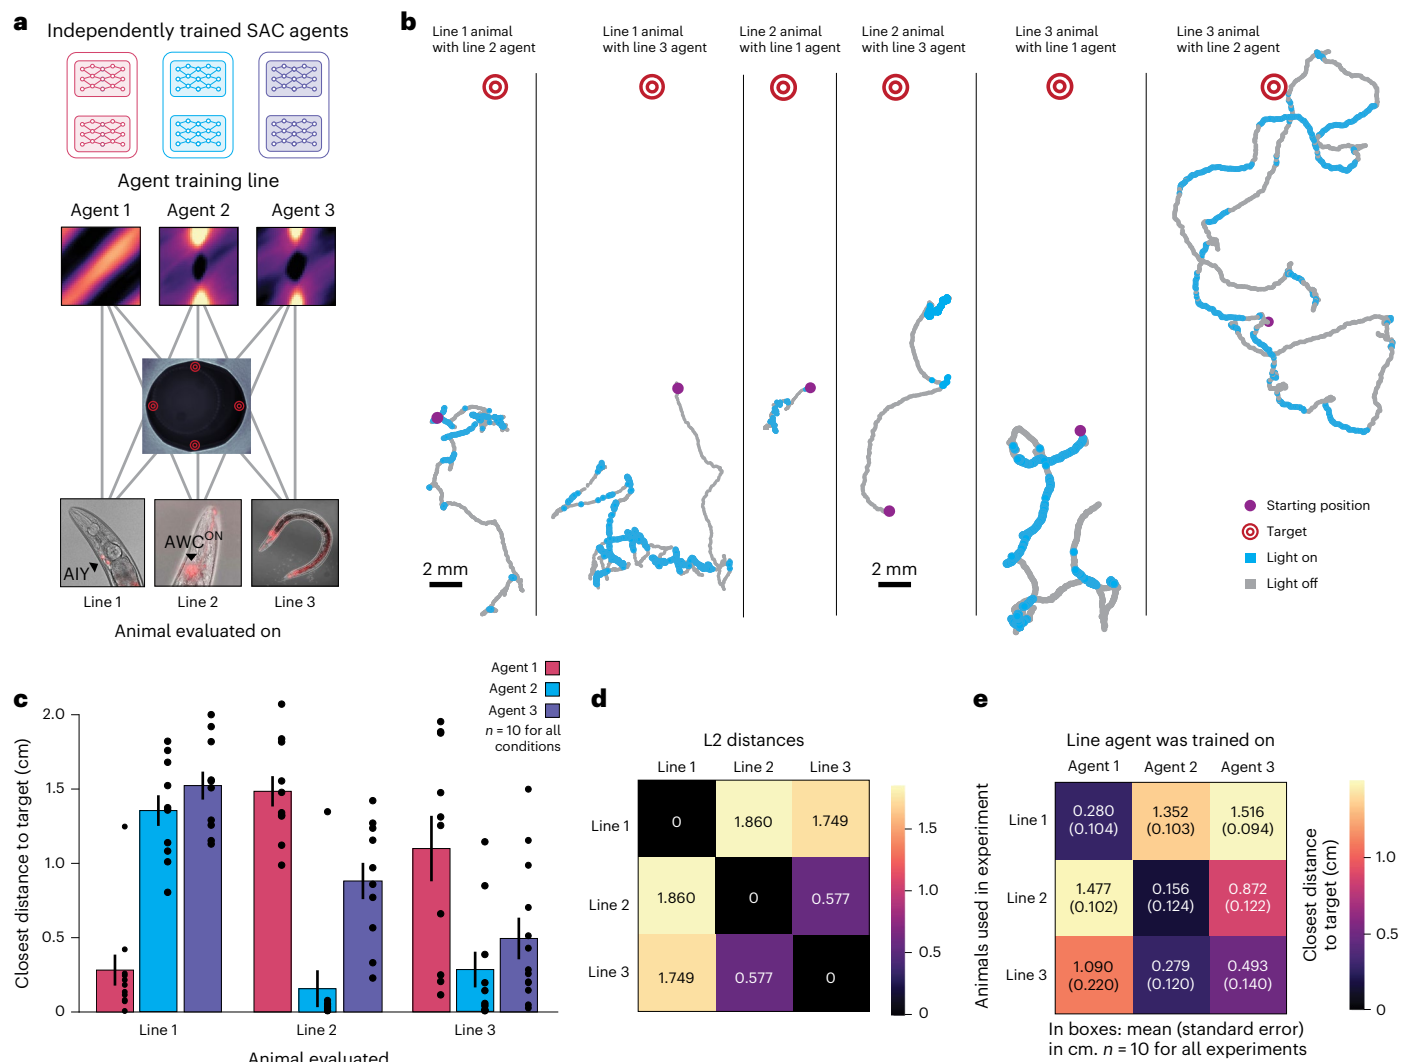 a
Independently trained SAC agents
Agent training line
Agent 1
Agent 2
Agent 3
AIY
AWC^ON
Line 1
Line 2
Line 3
Animal evaluated on
b
Line 1 animal
with line 2 agent
Line 1 animal
with line 3 agent
Line 2 animal
with line 1 agent
Line 2 animal
with line 3 agent
Line 3 animal
with line 1 agent
Line 3 animal
with line 2 agent
2 mm
2 mm
Starting position
Target
Light on
Light off
c
Agent 1
Agent 2
Agent 3
n = 10 for all
conditions
Closest distance to target (cm)
2.0
1.5
1.0
0.5
0
Line 1
Line 2
Line 3
Animal evaluated
d
L2 distances
Line 1
Line 2
Line 3
Line 1
0
1.860
1.749
Line 2
1.860
0
0.577
Line 3
1.749
0.577
0
1.5
1.0
0.5
0
e
Line agent was trained on
Agent 1
Agent 2
Agent 3
Animals used in experiment
Line 1
0.280
(0.104)
1.352
(0.103)
1.516
(0.094)
Line 2
1.477
(0.102)
0.156
(0.124)
0.872
(0.122)
Line 3
1.090
(0.220)
0.279
(0.120)
0.493
(0.140)
Closest distance
to target (cm)
1.0
0.5
0
In boxes: mean (standard error)
in cm. n = 10 for all experiments